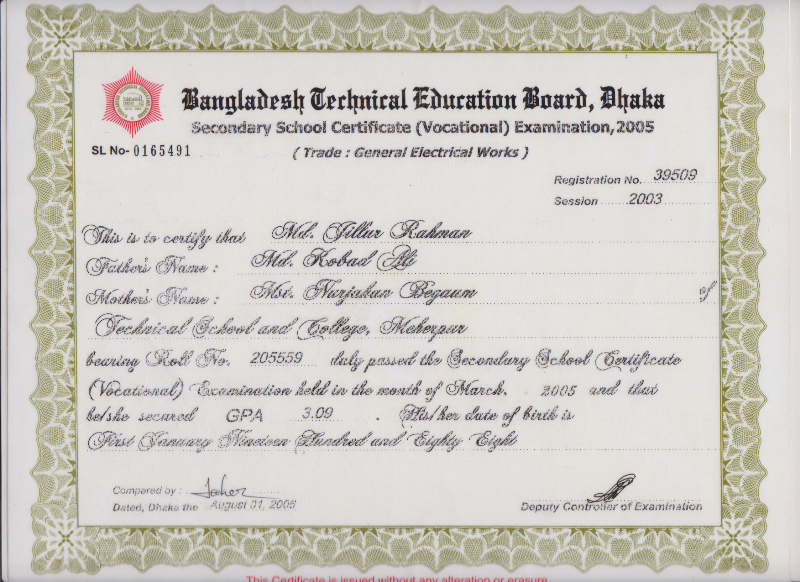 Bangladesh Technical Education Board, Dhaka
Secondary School Certificate (Vocational) Examination, 2005
SL No- 0165491
( Trade : General Electrical Works )
Registration No. 39509
Session 2003
This is to certify that Md. Jillur Rahman
Father's Name : Md. Kobad Ali
Mother's Name : Mst. Nurjahan Begaum of
Technical School and College, Meherpur
bearing Roll No. 205559 duly passed the Secondary School Certificate
(Vocational) Examination held in the month of March. 2005 and that
he/she secured GPA 3.09 . His/her date of birth is
First January Nineteen Hundred and Eighty Eight
Compared by :
Dated, Dhaka the August 01, 2005
Deputy Controller of Examination
This Certificate is issued without any alteration or erasure